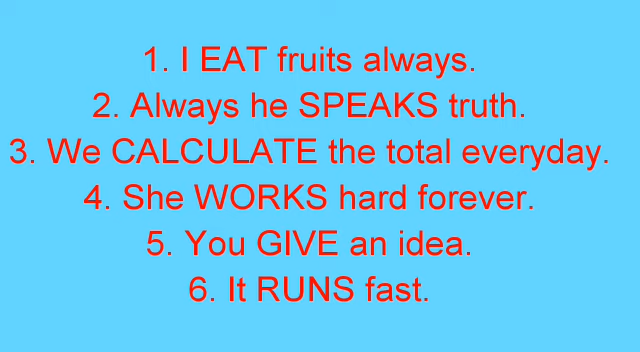 1. I EAT fruits always.
2. Always he SPEAKS truth.
3. We CALCULATE the total everyday.
4. She WORKS hard forever.
5. You GIVE an idea.
6. It RUNS fast.